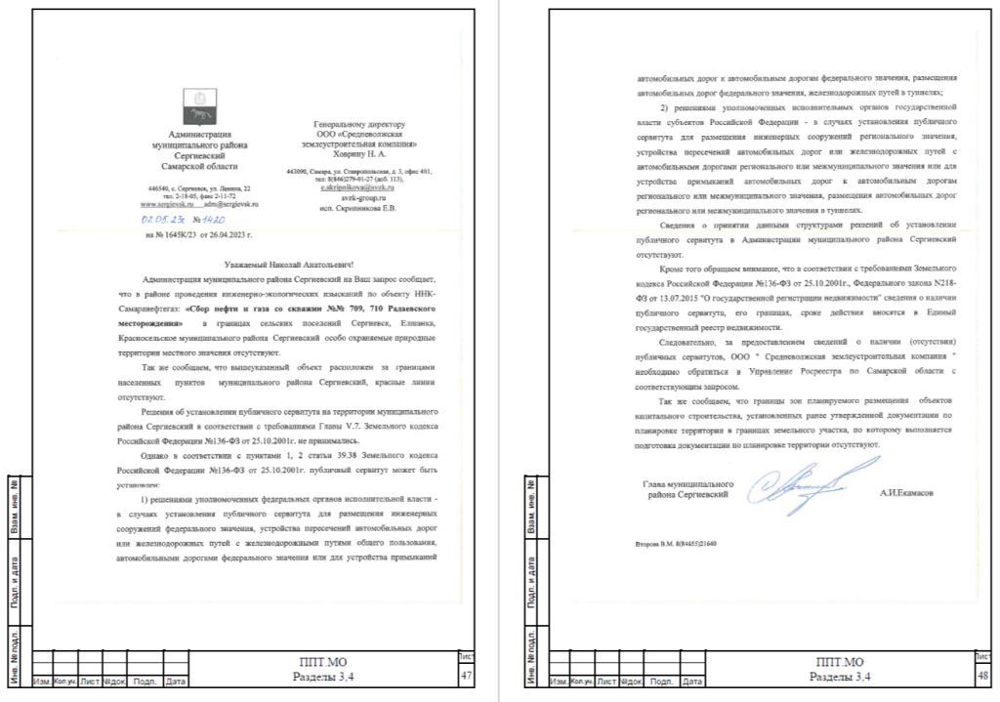 Администрация
муниципального района
Сергиевский
Самарской области
446540, с. Сергиевск, ул. Ленина, 22
тел. 2-18-05, факс 2-11-72
www.sergievsk.ru adm@sergievsk.ru
02.05.23г №1420
на № 1645К/23 от 26.04.2023 г.
Генеральному директору
ООО «Средневолжская
землеустроительная компания»
Ховрину Н. А.
443090, Самара, ул. Ставропольская, д. 3, офис 401,
тел: 8(846)279-01-27 (доб. 113),
e.skripnikova@svzk.ru
svzk-group.ru
исп. Скрипникова Е.В.
Уважаемый Николай Анатольевич!
Администрация муниципального района Сергиевский на Ваш запрос сообщает,
что в районе проведения инженерно-экологических изысканий по объекту ННК-
Самаранефтегаз: «Сбор нефти и газа со скважин №№ 709, 710 Радаевского
месторождения» в границах сельских поселений Сергиевск, Елшанка,
Красносельское муниципального района Сергиевский особо охраняемые природные
территории местного значения отсутствуют.
Так же сообщаем, что вышеуказанный объект расположен за границами
населенных пунктов муниципального района Сергиевский, красные линии
отсутствуют.
Решения об установлении публичного сервитута на территории муниципального
района Сергиевский в соответствии с требованиями Главы V.7. Земельного кодекса
Российской Федерации №136-ФЗ от 25.10.2001г. не принимались.
Однако в соответствии с пунктами 1, 2 статьи 39.38 Земельного кодекса
Российской Федерации №136-ФЗ от 25.10.2001г. публичный сервитут может быть
установлен:
1) решениями уполномоченных федеральных органов исполнительной власти -
в случаях установления публичного сервитута для размещения инженерных
сооружений федерального значения, устройства пересечений автомобильных дорог
или железнодорожных путей с железнодорожными путями общего пользования,
автомобильными дорогами федерального значения или для устройства примыканий
Взам. инв. №
Подп. и дата
Инв. № подл.
Изм. Кол.уч. Лист №док. Подп. Дата
ППТ.МО
Разделы 3,4
Лист
47
автомобильных дорог к автомобильным дорогам федерального значения, размещения
автомобильных дорог федерального значения, железнодорожных путей в туннелях;
2) решениями уполномоченных исполнительных органов государственной
власти субъектов Российской Федерации - в случаях установления публичного
сервитута для размещения инженерных сооружений регионального значения,
устройства пересечений автомобильных дорог или железнодорожных путей с
автомобильными дорогами регионального или межмуниципального значения или для
устройства примыканий автомобильных дорог к автомобильным дорогам
регионального или межмуниципального значения, размещения автомобильных дорог
регионального или межмуниципального значения в туннелях.
Сведения о принятии данными структурами решений об установлении
публичного сервитута в Администрации муниципального района Сергиевский
отсутствуют.
Кроме того обращаем внимание, что в соответствии с требованиями Земельного
кодекса Российской Федерации №136-ФЗ от 25.10.2001г., Федерального закона N218-
ФЗ от 13.07.2015 "О государственной регистрации недвижимости" сведения о наличии
публичного сервитута, его границах, сроке действия вносятся в Единый
государственный реестр недвижимости.
Следовательно, за предоставлением сведений о наличии (отсутствии)
публичных сервитутов, ООО " Средневолжская землеустроительная компания "
необходимо обратиться в Управление Росреестра по Самарской области с
соответствующим запросом.
Так же сообщаем, что границы зон планируемого размещения объектов
капитального строительства, установленных ранее утвержденной документации по
планировке территории в границах земельного участка, по которому выполняется
подготовка документации по планировке территории отсутствуют.
Глава муниципального
района Сергиевский
А.И.Екамасов
Второва В.М. 8(84655)21640
Взам. инв. №
Подп. и дата
Инв. № подл.
Изм. Кол.уч. Лист №док. Подп. Дата
ППТ.МО
Разделы 3,4
Лист
48